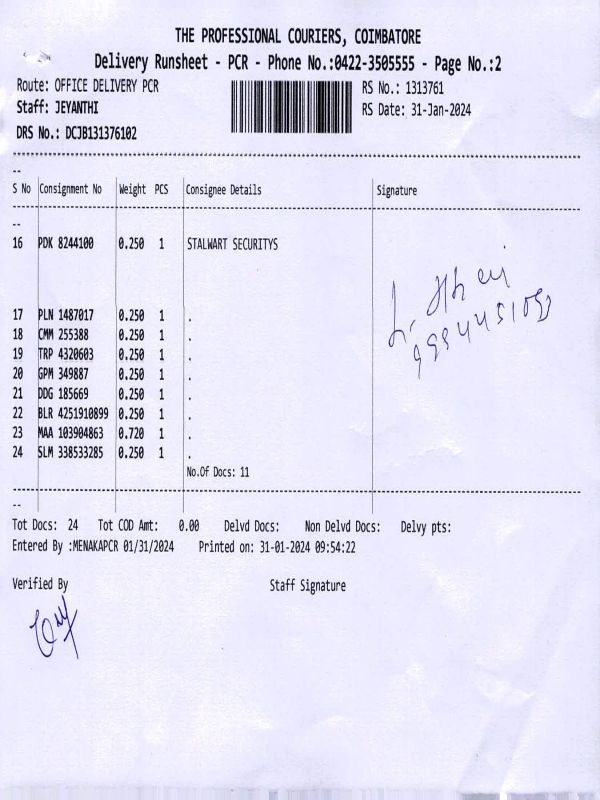 THE PROFESSIONAL COURIERS, COIMBATORE
Delivery Runsheet - PCR - Phone No.:0422-3505555 - Page No.:2
Route: OFFICE DELIVERY PCR RS No.: 1313761
Staff: JEYANTHI RS Date: 31-Jan-2024
DRS No.: DCJB131376102
--
S No Consignment No Weight PCS Consignee Details Signature
--
16 PDK 8244100 0.250 1 STALWART SECURITYS
17 PLN 1487017 0.250 1 .
18 CMM 255388 0.250 1 .
19 TRP 4320603 0.250 1 .
20 GPM 349887 0.250 1 .
21 DDG 185669 0.250 1 .
22 BLR 4251910899 0.250 1 .
23 MAA 103904863 0.720 1 .
24 SLM 338533285 0.250 1 .
No.Of Docs: 11
--
Tot Docs: 24 Tot COD Amt: 0.00 Delvd Docs: Non Delvd Docs: Delvy pts:
Entered By :MENAKAPCR 01/31/2024 Printed on: 31-01-2024 09:54:22
Verified By Staff Signature